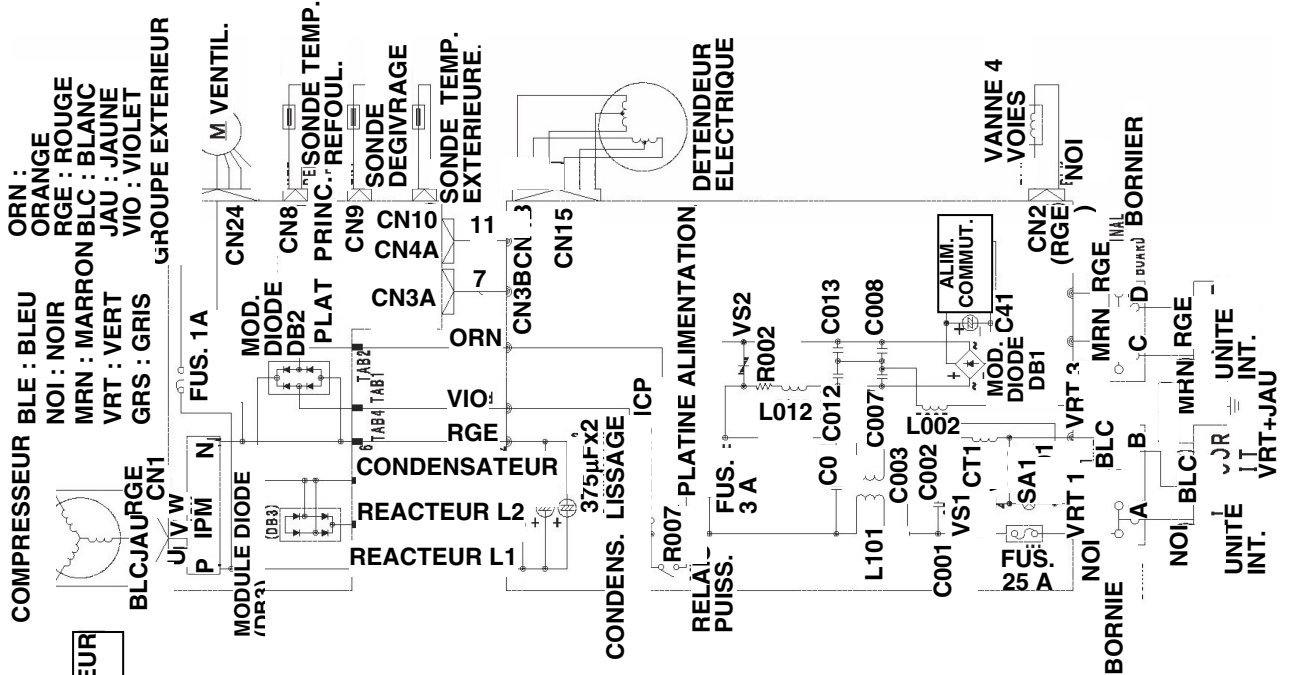 COMPRESSEUR
BLE : BLEU
NOI : NOIR
MRN : MARRON
VRT : VERT
GRS : GRIS
ORN :
ORANGE
RGE : ROUGE
BLC : BLANC
JAU : JAUNE
VIO : VIOLET
GROUPE EXTERIEUR
EUR
BLC
JAU
RGE
CN1
U
V
W
P
IPM
N
FUS. 1A
M
VENTIL.
CN24
SONDE TEMP.
REFOUL.
CN8
SONDE
DEGIVRAGE
CN9
SONDE TEMP.
EXTERIEURE.
CN10
CN4A
CN3A
11
7
MOD.
DIODE
DB2
PLAT
PRINC.
MODULE DIODE
(DB3)
(DB3)
TAB2
TAB1
TAB4
6
ORN
VIO
RGE
CONDENSATEUR
REACTEUR L2
REACTEUR L1
CN3B
CN
CN15
DETENDEUR
ELECTRIQUE
375µFx2
CONDENS. LISSAGE
ICP
R007
RELAI
PUISS.
PLATINE ALIMENTATION
VS2
R002
L012
FUS.
3 A
C013
C008
C012
C007
C0
L101
C003
C002
C001
VS1
L002
CT1
SA1
FUS.
25 A
ALIM.
COMMUT.
C41
MOD.
DIODE
DB1
VANNE 4
VOIES
NOI
CN2
(RGE)
VRT 3
VRT 1
NOI
BLC
MRN
RGE
BORNIER
BOARD
BORNIE
A
B
C
D
NOI
BLC
MRN
RGE
UNITE
INT.
VRT+JAU
UNITE
INT.